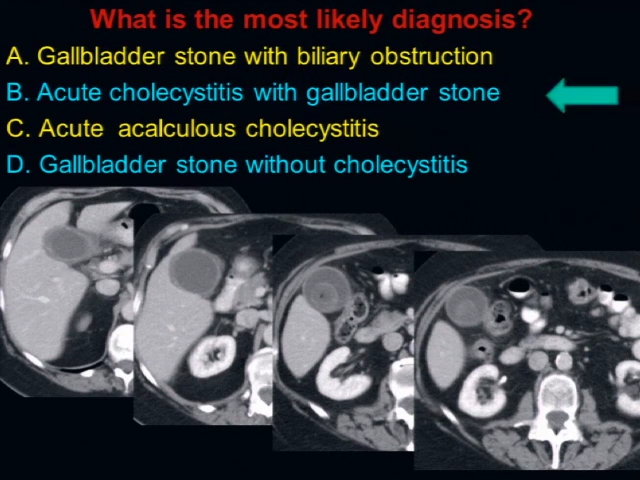 What is the most likely diagnosis?
A. Gallbladder stone with biliary obstruction
B. Acute cholecystitis with gallbladder stone
C. Acute acalculous cholecystitis
D. Gallbladder stone without cholecystitis